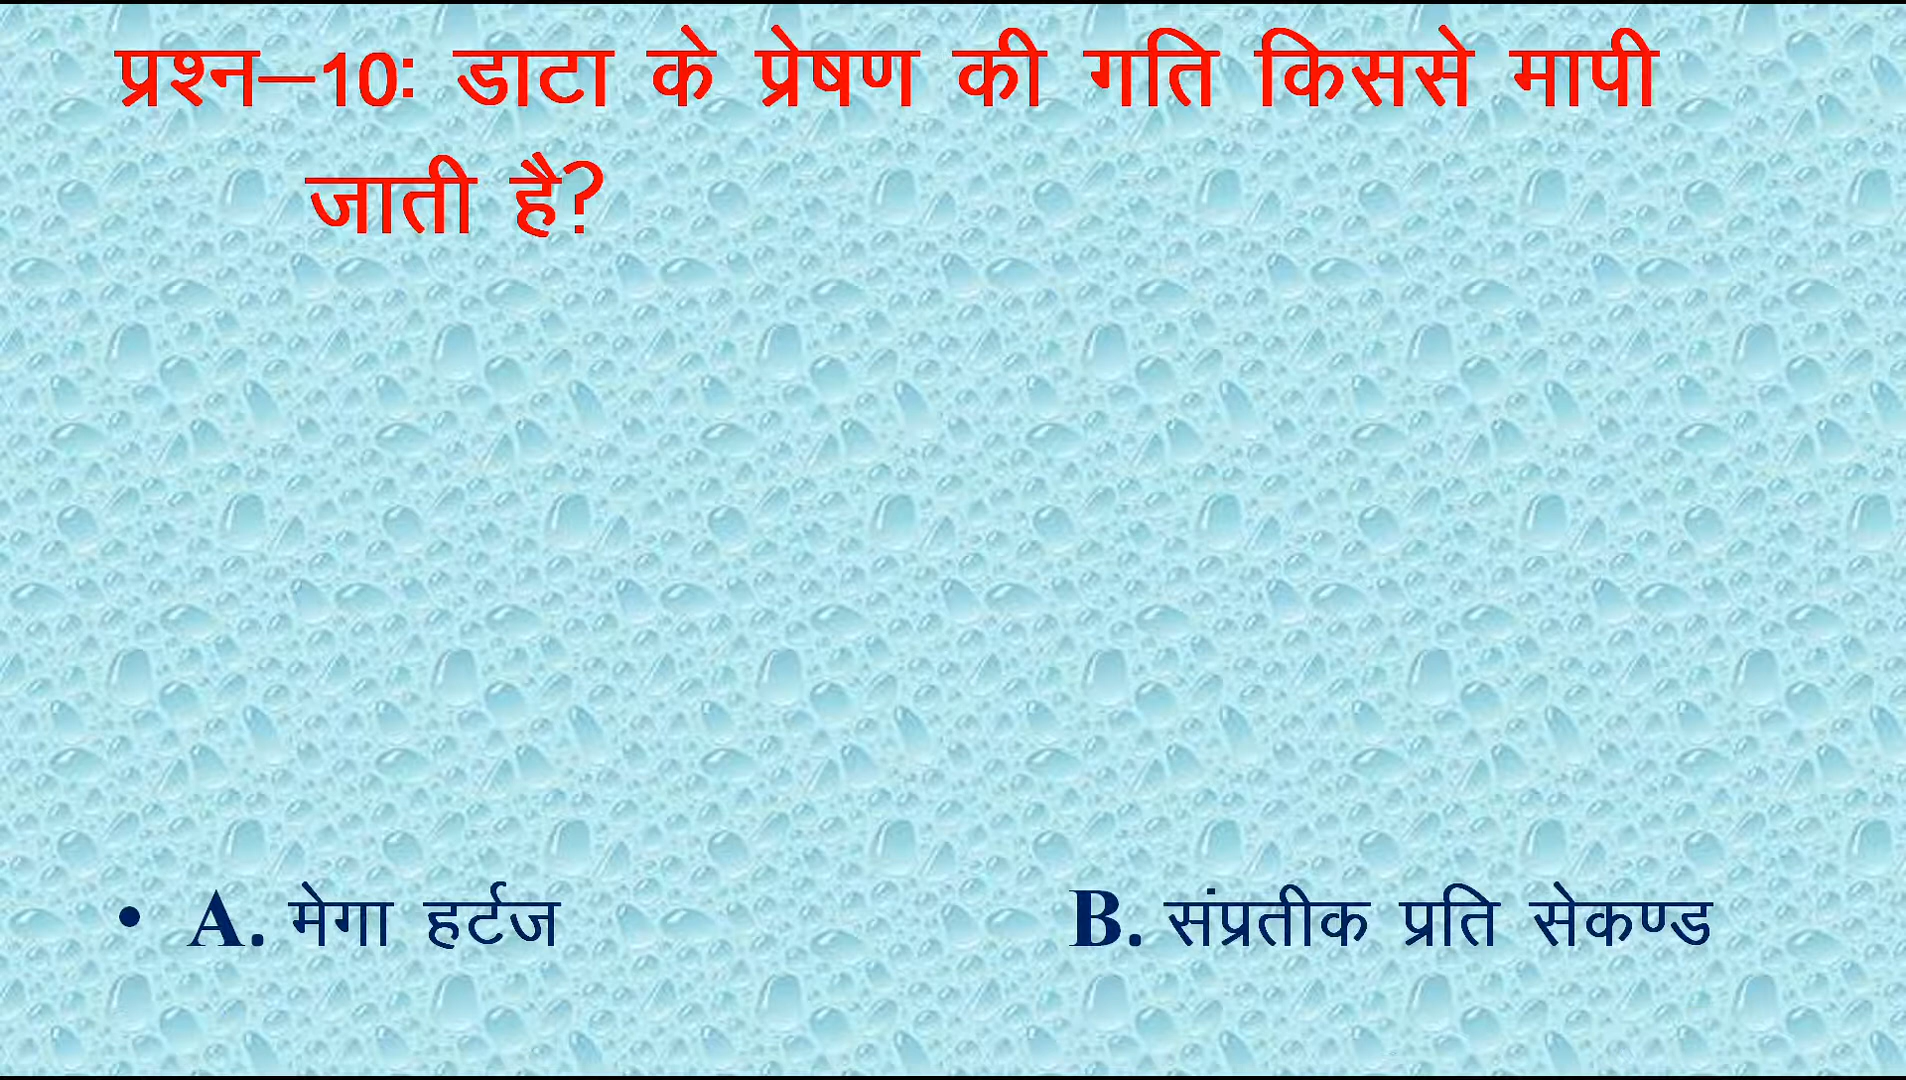 प्रश्न–10: डाटा के प्रेषण की गति किससे मापी
जाती है?
• A. मेगा हर्टज B. संप्रतीक प्रति सेकण्ड